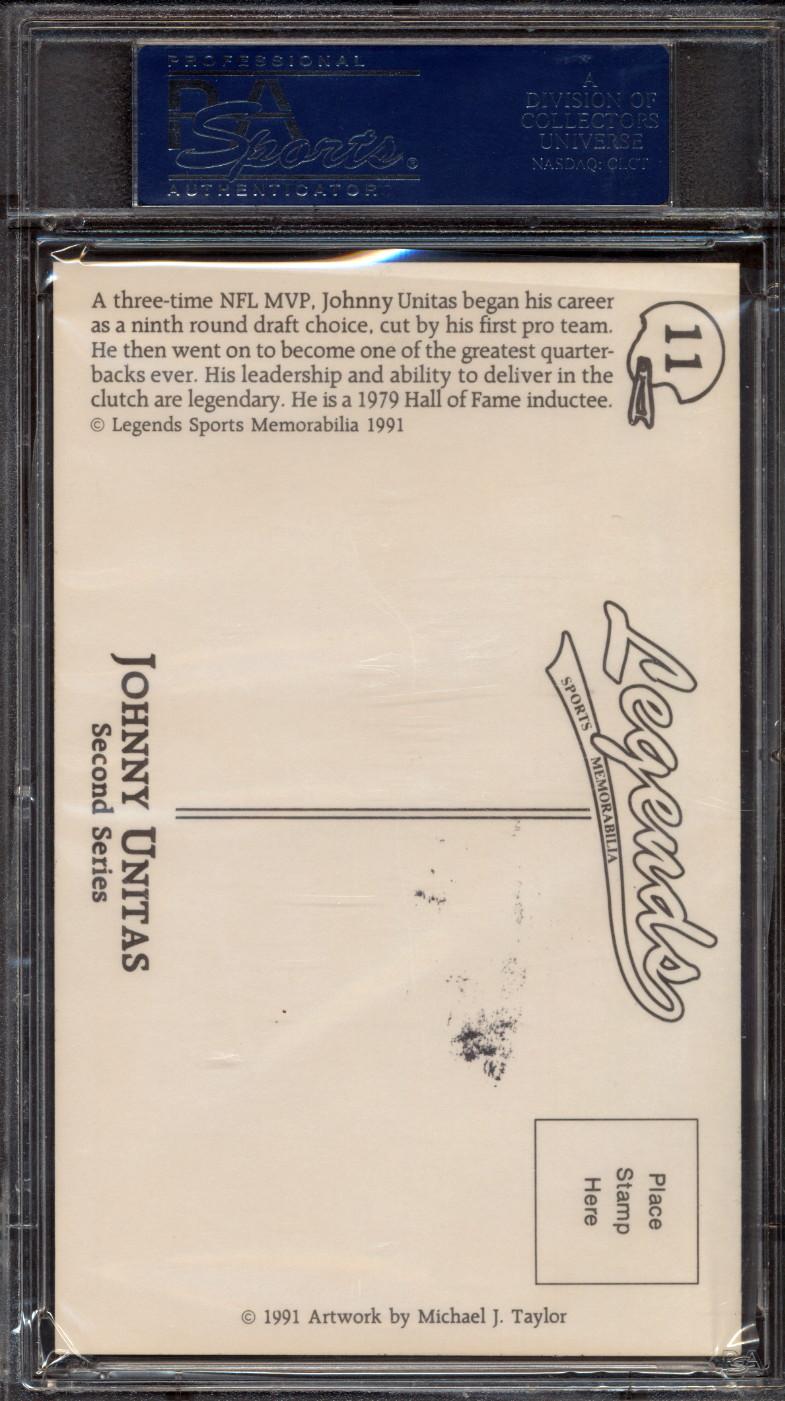 PROFESSIONAL
PSA
Sports®
AUTHENTICATOR
A
DIVISION OF
COLLECTORS
UNIVERSE
NASDAQ: CLCT
A three-time NFL MVP, Johnny Unitas began his career
as a ninth round draft choice, cut by his first pro team.
He then went on to become one of the greatest quarter-
backs ever. His leadership and ability to deliver in the
clutch are legendary. He is a 1979 Hall of Fame inductee.
© Legends Sports Memorabilia 1991
11
Legends
SPORTS MEMORABILIA
JOHNNY UNITAS
Second Series
Place
Stamp
Here
© 1991 Artwork by Michael J. Taylor
PSA